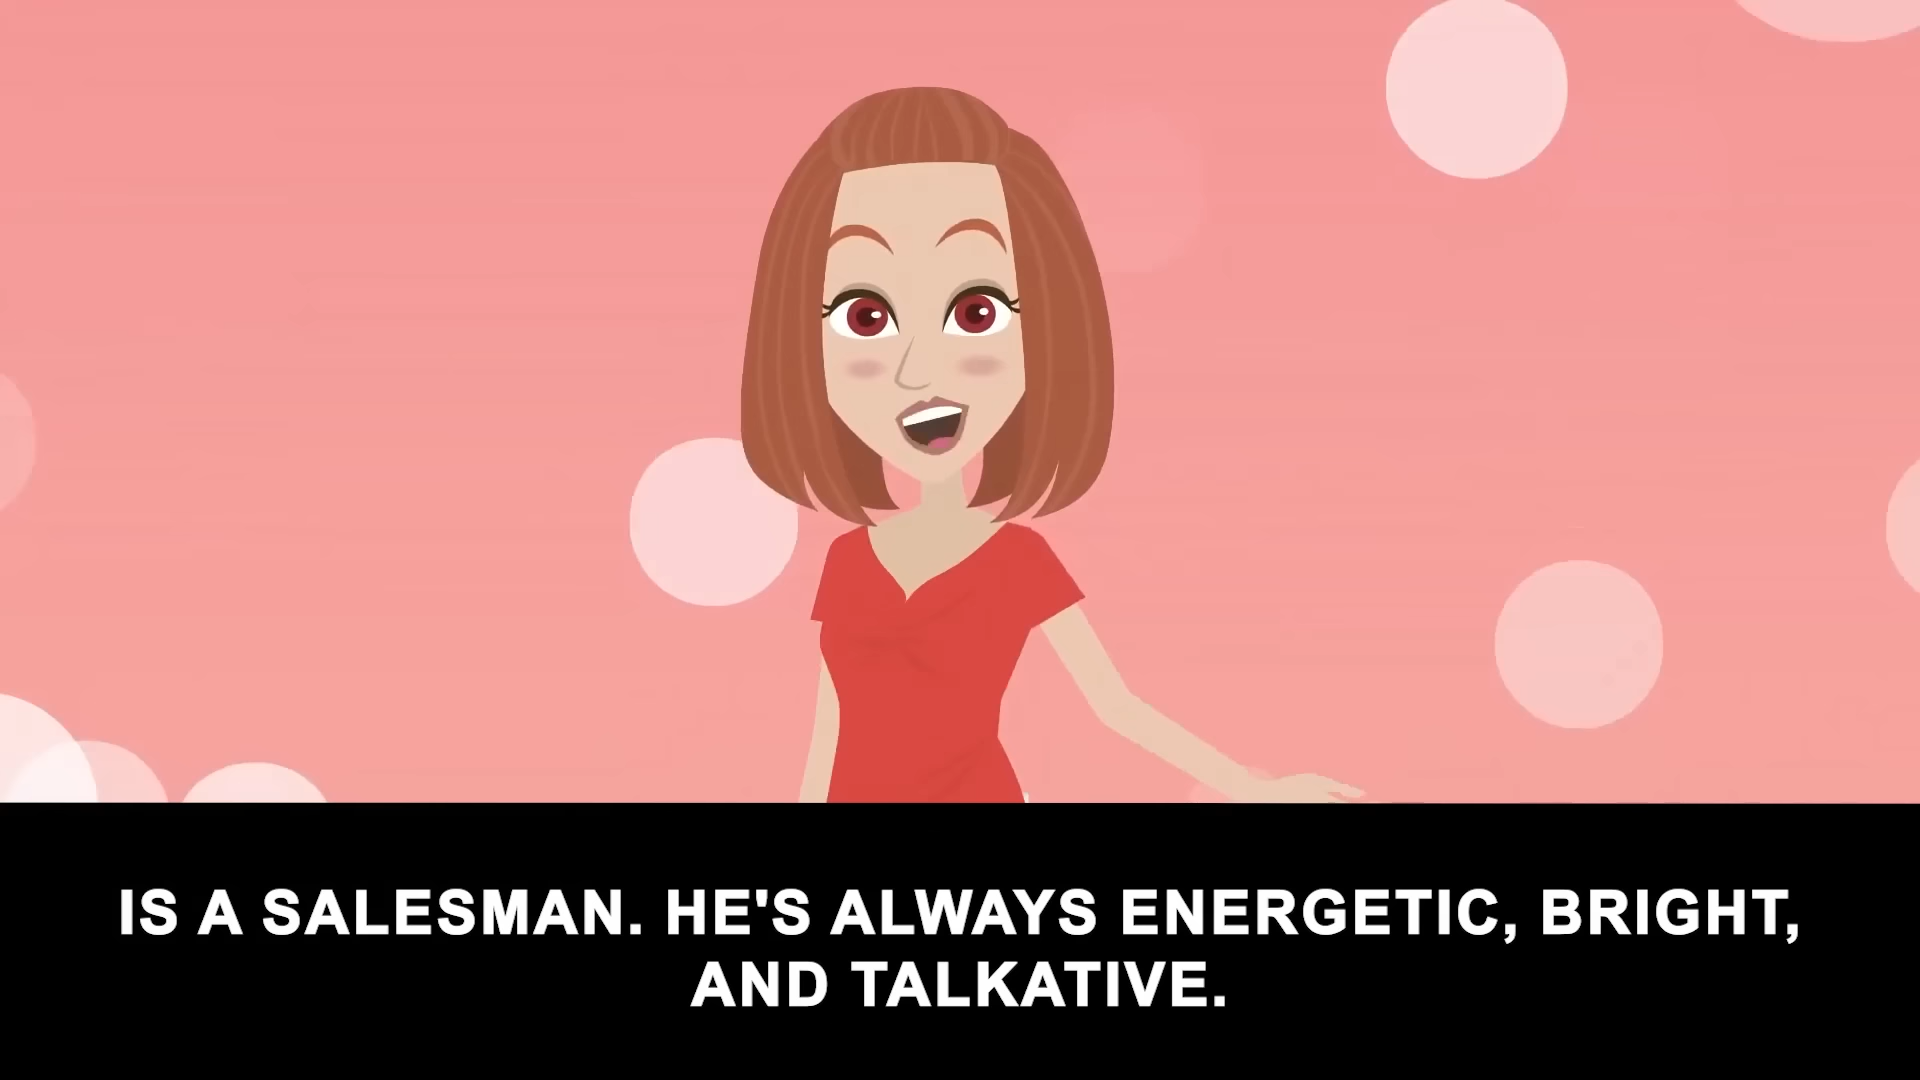 IS A SALESMAN. HE'S ALWAYS ENERGETIC, BRIGHT,
AND TALKATIVE.